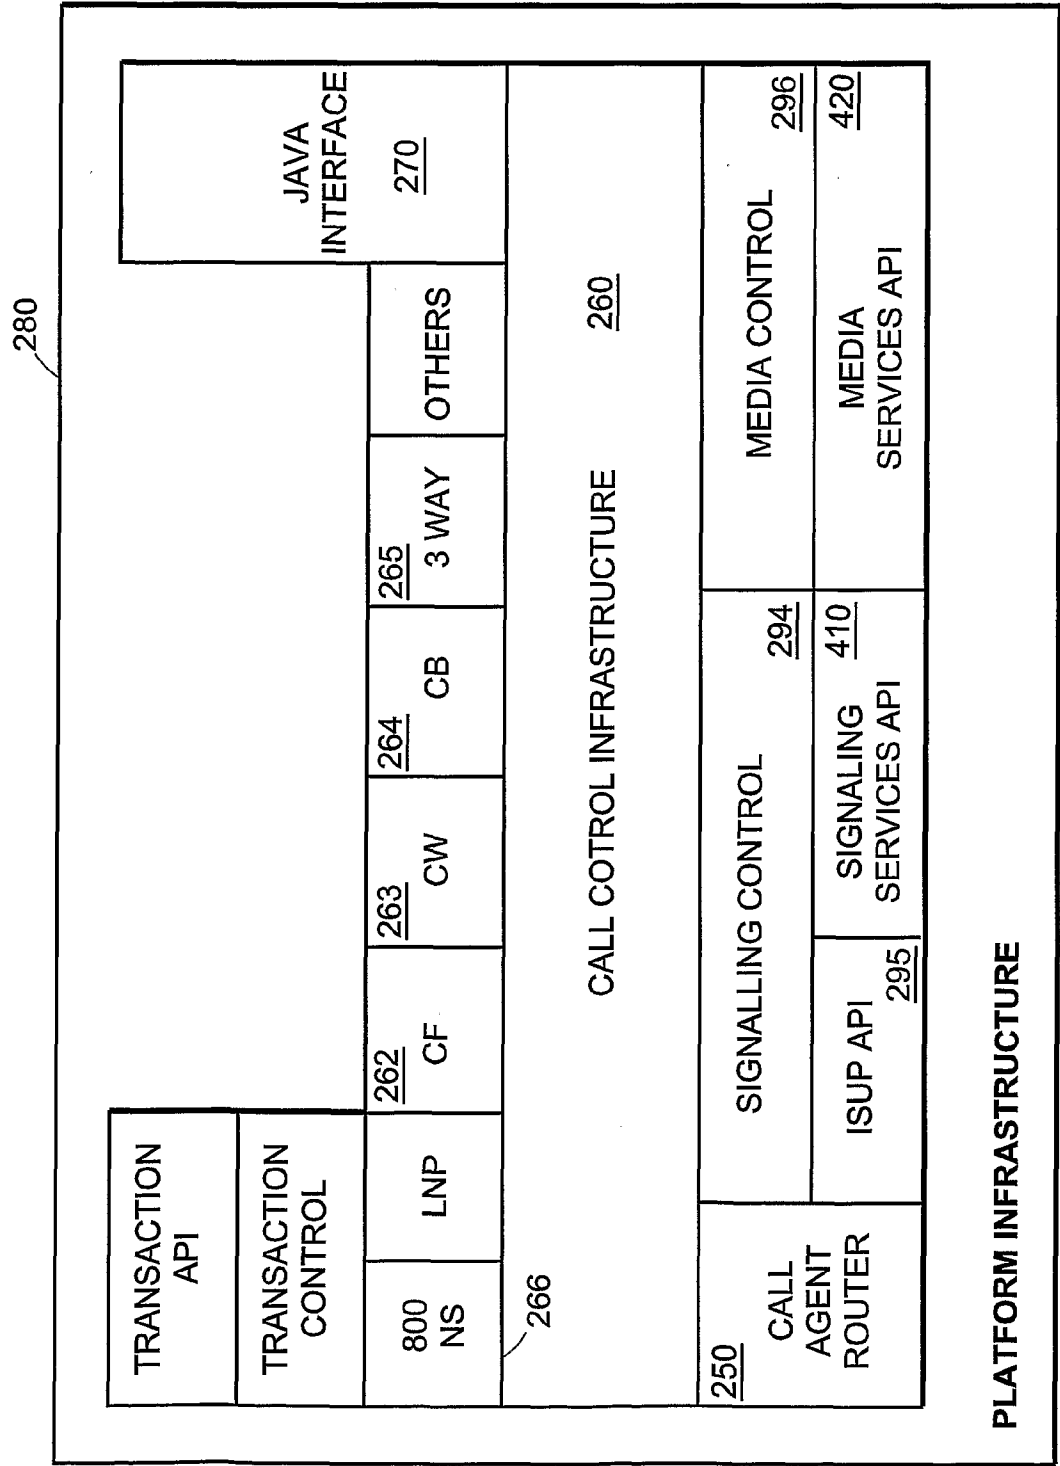 280
TRANSACTION
API
TRANSACTION
CONTROL
JAVA
INTERFACE
270
800
NS
LNP
262
CF
263
CW
264
CB
265
3 WAY
OTHERS
266
CALL COTROL INFRASTRUCTURE
260
250
CALL
AGENT
ROUTER
SIGNALLING CONTROL
294
MEDIA CONTROL
296
ISUP API
295
SIGNALING
SERVICES API
410
MEDIA
SERVICES API
420
PLATFORM INFRASTRUCTURE